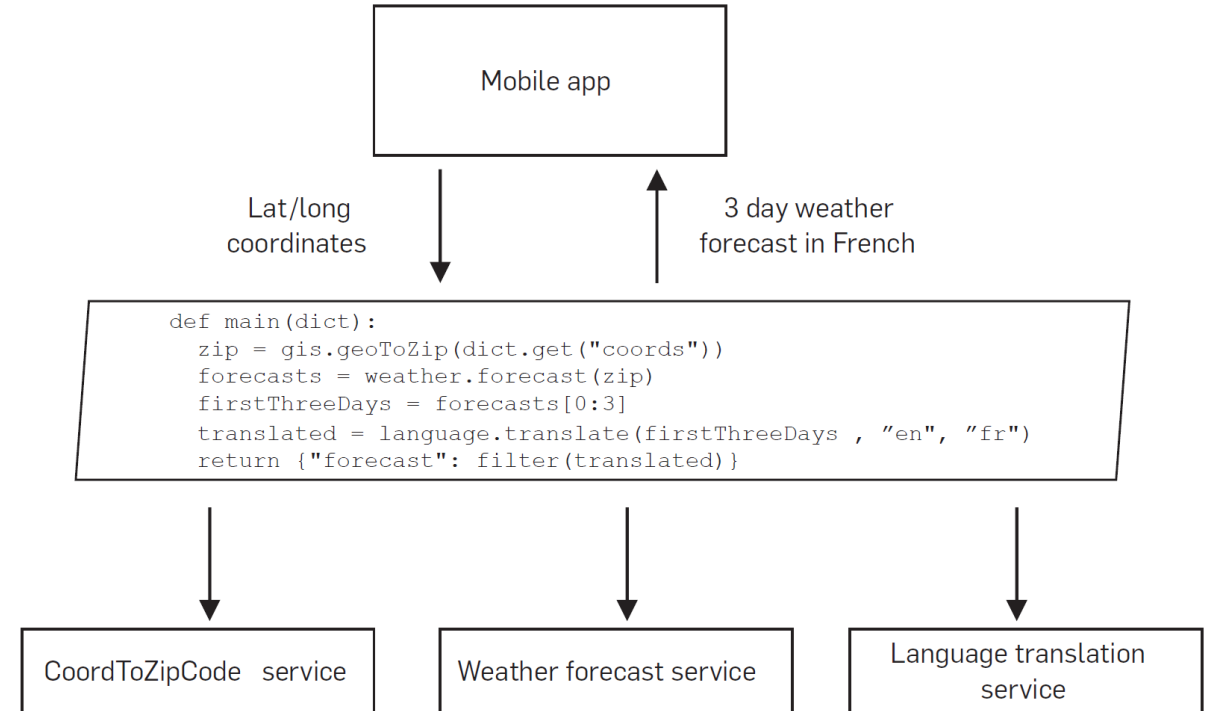 Mobile app
Lat/long
coordinates
3 day weather
forecast in French
def main(dict):
zip = gis.geoToZip(dict.get("coords"))
forecasts = weather.forecast(zip)
firstThreeDays = forecasts[0:3]
translated = language.translate(firstThreeDays , ″en", ″fr")
return {"forecast": filter(translated)}
CoordToZipCode service
Weather forecast service
Language translation
service